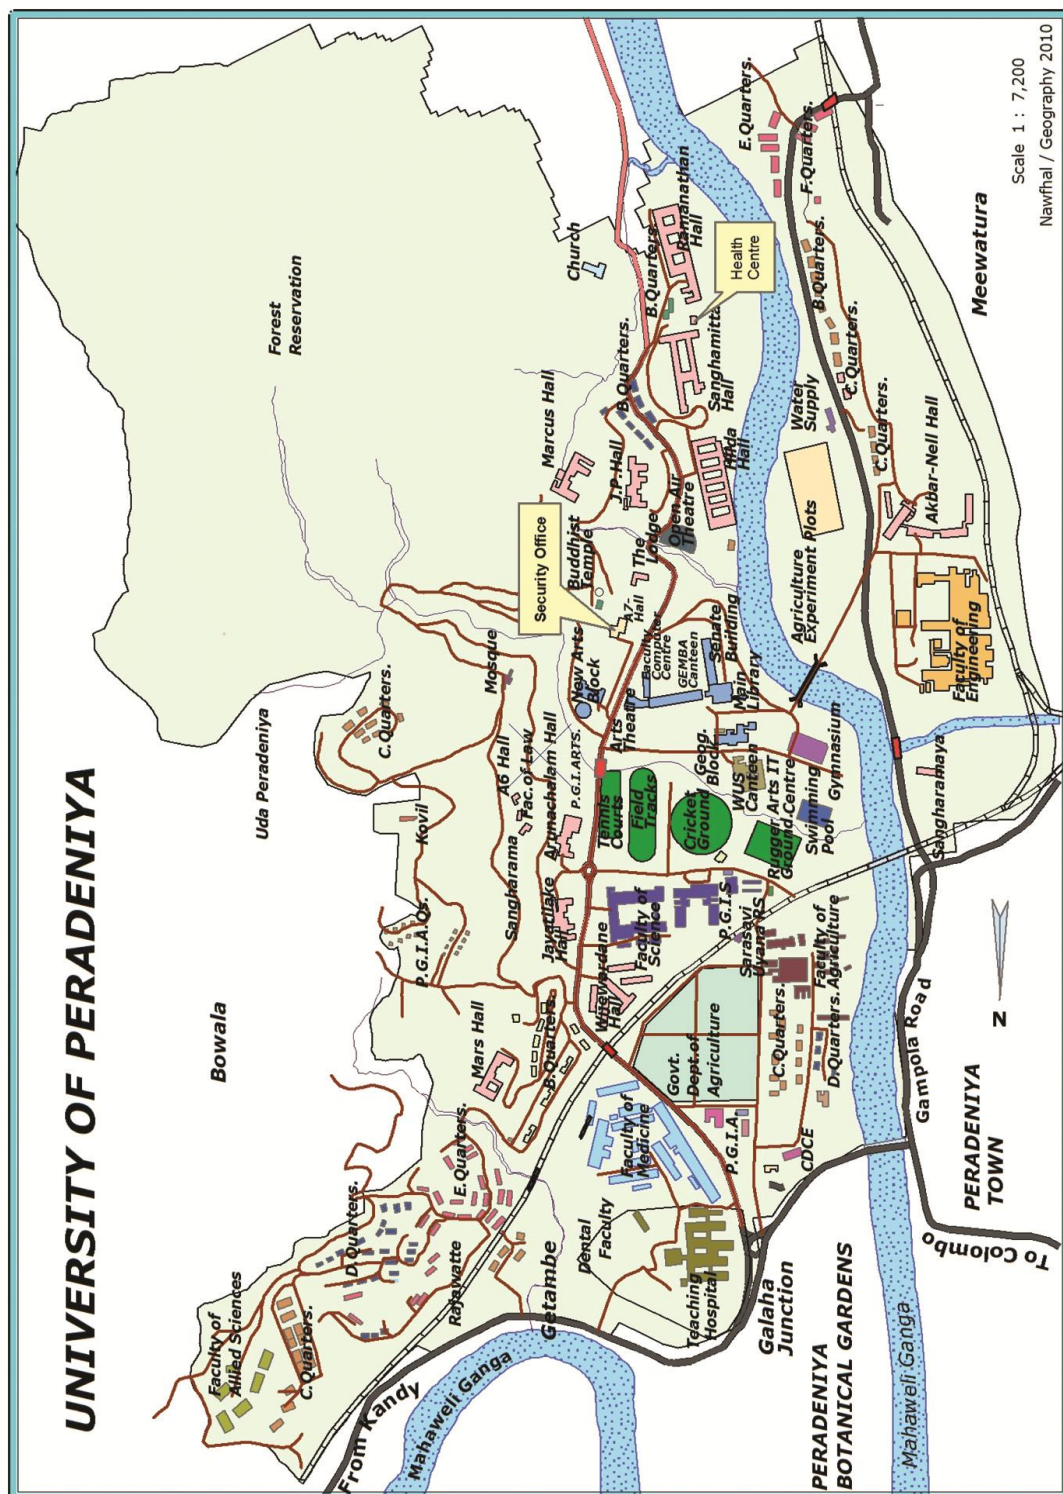 UNIVERSITY OF PERADENIYA
Faculty of
Allied Sciences
C.Quarters.
D.Quarters.
E.Quarters.
Rajawatte
From Kandy
Mahaweli Ganga
Getambe
Bowala
Uda Peradeniya
Forest
Reservation
P.G.I.A.Qs.
Kovil
C.Quarters.
Mosque
Mars Hall
B.Quarters.
Sangharama
A6 Hall
Fac.of Law
Jayatilake
Hall
Arunachalam Hall
P.G.I.ARTS.
New Arts
Block
Security Office
Buddhist
Temple
A7-
Hall
The
Lodge
Marcus Hall
J.P.Hall
Church
B.Quarters.
B.Quarters.
Ramanathan
Hall
Health
Centre
Sanghamitta
Hall
Hilda
Hall
Open Air
Theatre
Faculty
Computer
Centre
GEMBA
Canteen
Senate
Building
Arts
Theatre
Main
Library
Geog.
Block
WUS
Canteen
Arts IT
Centre
Tennis
Courts
Field
Tracks
Cricket
Ground
Rugger
Ground
Swimming
Pool
Gymnasium
Wijewardane
Hall
Faculty of
Science
P.G.I.S
Sarasavi
Uyana RS
Faculty of
Agriculture
C.Quarters.
D.Quarters.
Govt.
Dept.of
Agriculture
Faculty of
Medicine
Dental
Faculty
Teaching
Hospital
P.G.I.A.
CDCE
Galaha
Junction
PERADENIYA
BOTANICAL GARDENS
Mahaweli Ganga
PERADENIYA
TOWN
To Colombo
Gampola Road
N
Sangharamaya
Faculty of
Engineering
Agriculture
Experiment Plots
Akbar-Nell Hall
Water
Supply
C.Quarters.
C.Quarters.
B.Quarters.
E.Quarters.
F.Quarters.
Meewatura
Scale 1 : 7,200
Nawfhal / Geography 2010